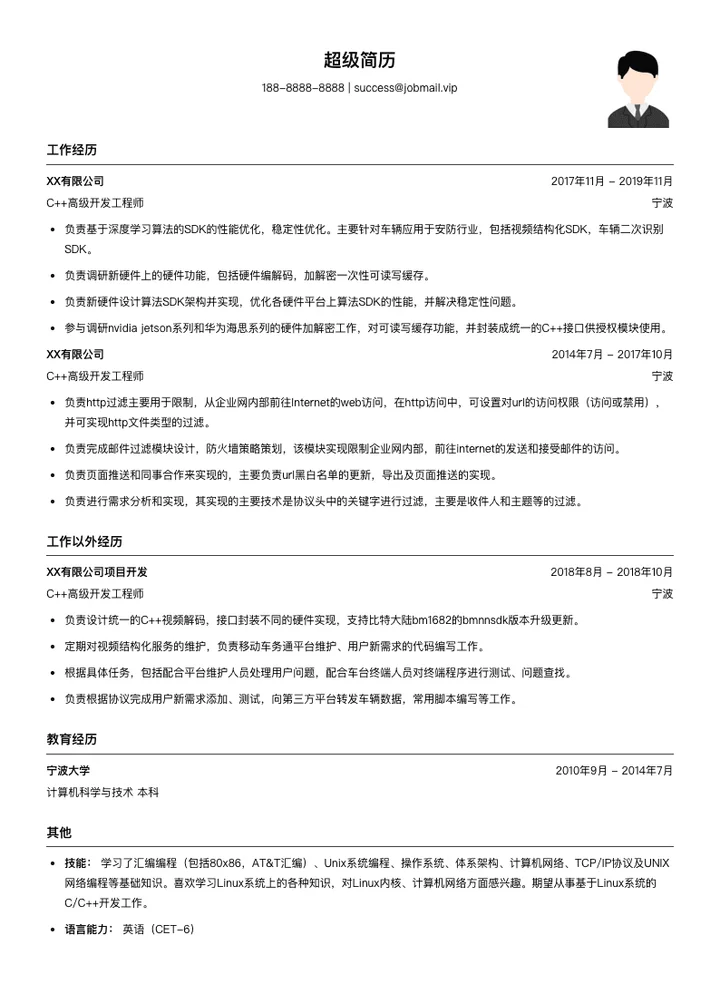 超级简历
188-8888-8888 | success@jobmail.vip
工作经历
XX有限公司 2017年11月 – 2019年11月
C++高级开发工程师 宁波
• 负责基于深度学习算法的SDK的性能优化，稳定性优化。主要针对车辆应用于安防行业，包括视频结构化SDK，车辆二次识别
SDK。
• 负责调研新硬件上的硬件功能，包括硬件编解码，加解密一次性可读写缓存。
• 负责新硬件设计算法SDK架构并实现，优化各硬件平台上算法SDK的性能，并解决稳定性问题。
• 参与调研nvidia jetson系列和华为海思系列的硬件加解密工作，对可读写缓存功能，并封装成统一的C++接口供授权模块使用。
XX有限公司 2014年7月 – 2017年10月
C++高级开发工程师 宁波
• 负责http过滤主要用于限制，从企业网内部前往Internet的web访问，在http访问中，可设置对url的访问权限（访问或禁用），
并可实现http文件类型的过滤。
• 负责完成邮件过滤模块设计，防火墙策略策划，该模块实现限制企业网内部，前往internet的发送和接受邮件的访问。
• 负责页面推送和同事合作来实现的，主要负责url黑白名单的更新，导出及页面推送的实现。
• 负责进行需求分析和实现，其实现的主要技术是协议头中的关键字进行过滤，主要是收件人和主题等的过滤。
工作以外经历
XX有限公司项目开发 2018年8月 – 2018年10月
C++高级开发工程师 宁波
• 负责设计统一的C++视频解码，接口封装不同的硬件实现，支持比特大陆bm1682的bmnnsdk版本升级更新。
• 定期对视频结构化服务的维护，负责移动车务通平台维护、用户新需求的代码编写工作。
• 根据具体任务，包括配合平台维护人员处理用户问题，配合车台终端人员对终端程序进行测试、问题查找。
• 负责根据协议完成用户新需求添加、测试，向第三方平台转发车辆数据，常用脚本编写等工作。
教育经历
宁波大学 2010年9月 – 2014年7月
计算机科学与技术 本科
其他
• 技能： 学习了汇编编程（包括80x86，AT&T汇编）、Unix系统编程、操作系统、体系架构、计算机网络、TCP/IP协议及UNIX
网络编程等基础知识。喜欢学习Linux系统上的各种知识，对Linux内核、计算机网络方面感兴趣。期望从事基于Linux系统的
C/C++开发工作。
• 语言能力： 英语（CET-6）